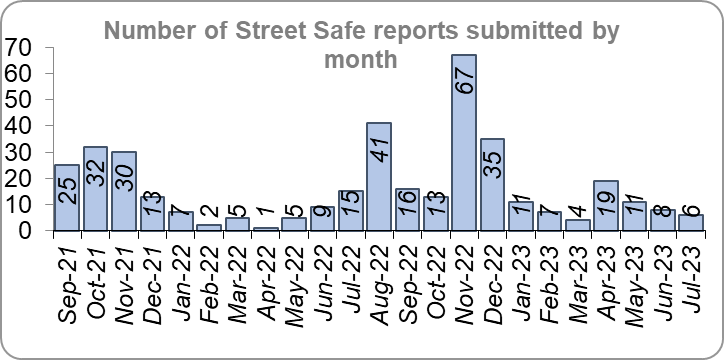 Number of Street Safe reports submitted by
month
70
60
50
40
30
20
10
0
25
32
30
13
7
2
5
1
5
9
15
41
16
13
67
35
11
7
4
19
11
8
6
Sep-21
Oct-21
Nov-21
Dec-21
Jan-22
Feb-22
Mar-22
Apr-22
May-22
Jun-22
Jul-22
Aug-22
Sep-22
Oct-22
Nov-22
Dec-22
Jan-23
Feb-23
Mar-23
Apr-23
May-23
Jun-23
Jul-23